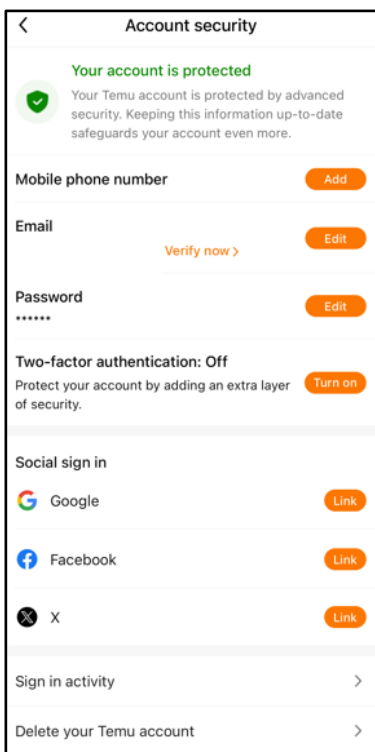 Account security
Your account is protected
Your Temu account is protected by advanced
security. Keeping this information up-to-date
safeguards your account even more.
Mobile phone number
Add
Email
Verify now >
Edit
Password
******
Edit
Two-factor authentication: Off
Protect your account by adding an extra layer
of security.
Turn on
Social sign in
Google
Link
Facebook
Link
X
Link
Sign in activity
Delete your Temu account